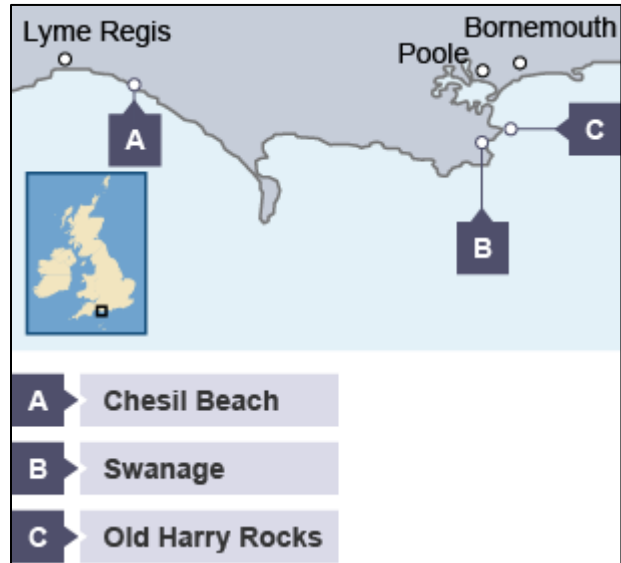 Lyme Regis
Bornemouth
Poole
A
C
B
A Chesil Beach
B Swanage
C Old Harry Rocks